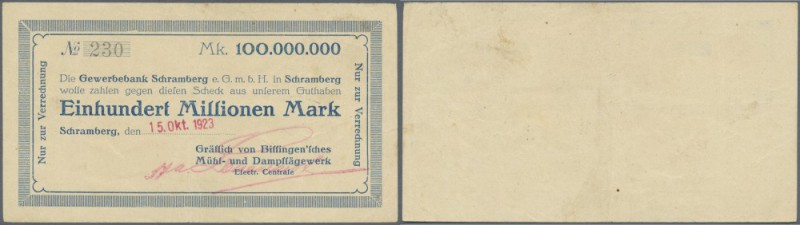 № 230 Mk. 100.000.000
Die Gewerbebank Schramberg e. G. m. b. H. in Schramberg
wolle zahlen gegen diesen Scheck aus unserem Guthaben
Einhundert Millionen Mark
Schramberg, den 15. Okt. 1923
Gräflich von Bissingen'sches
Mühl- und Dampfsägewerk
Electr. Centrale
Nur zur Verrechnung
Nur zur Verrechnung